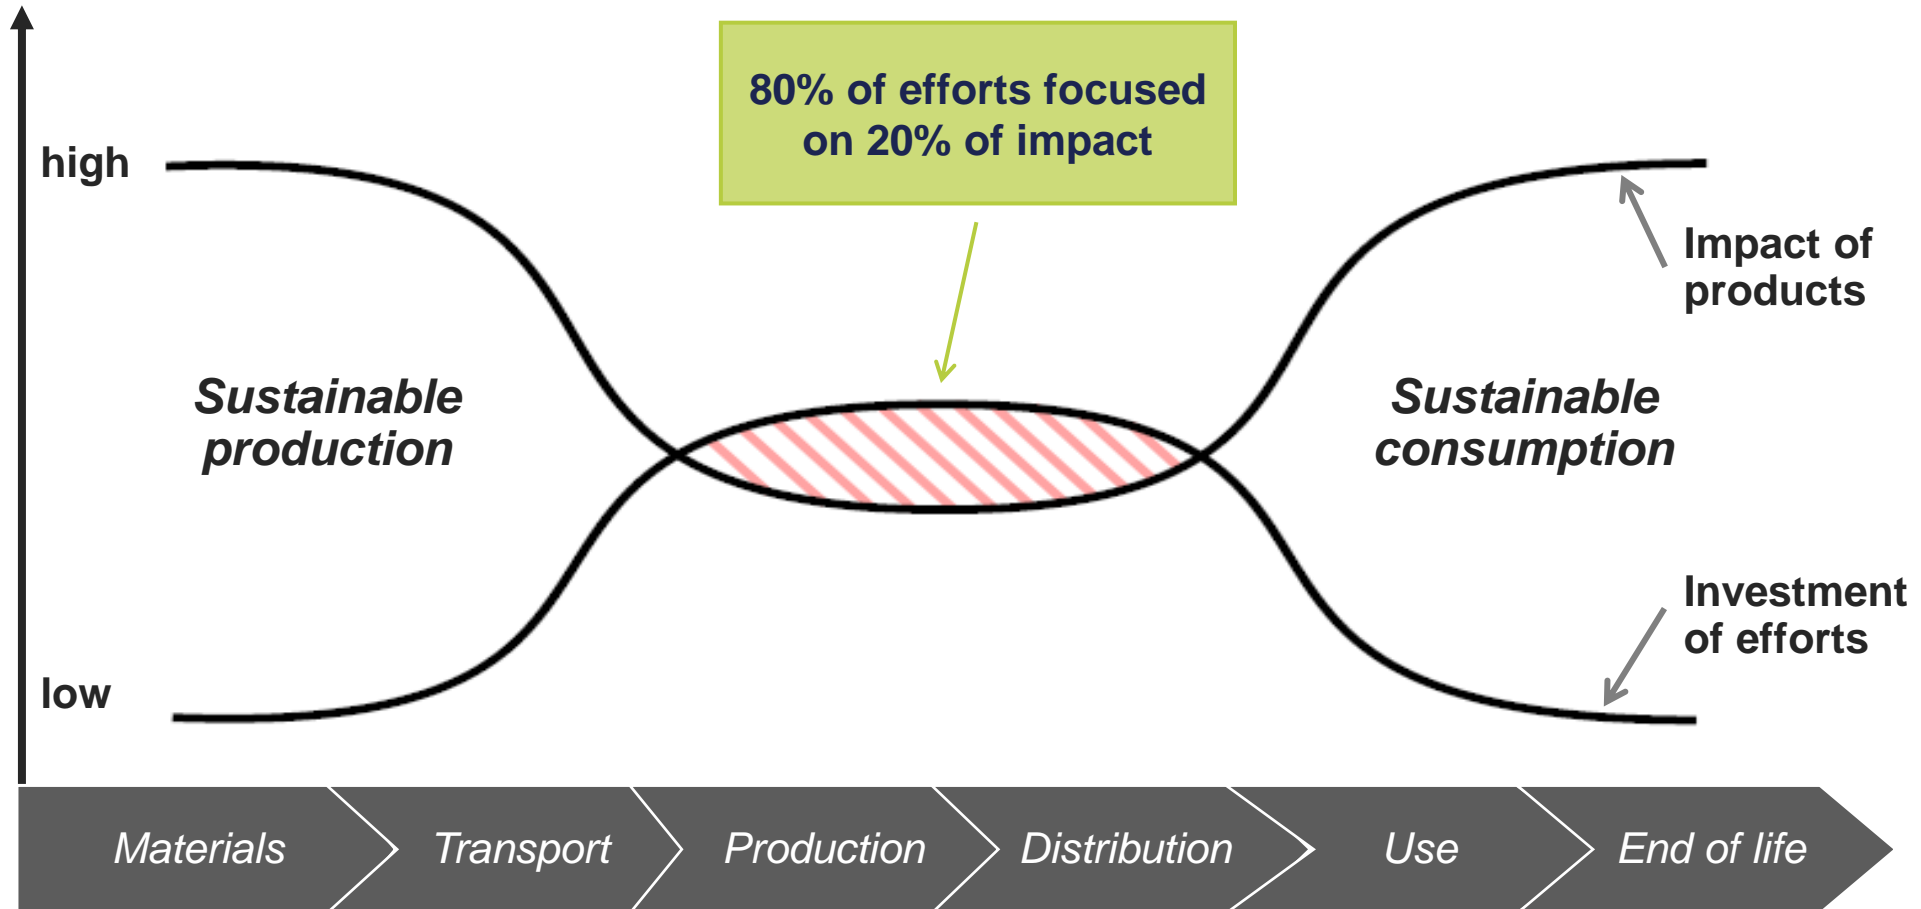 80% of efforts focused
on 20% of impact
high
Impact of
products
Sustainable
production
Sustainable
consumption
Investment
of efforts
low
Materials
Transport
Production
Distribution
Use
End of life